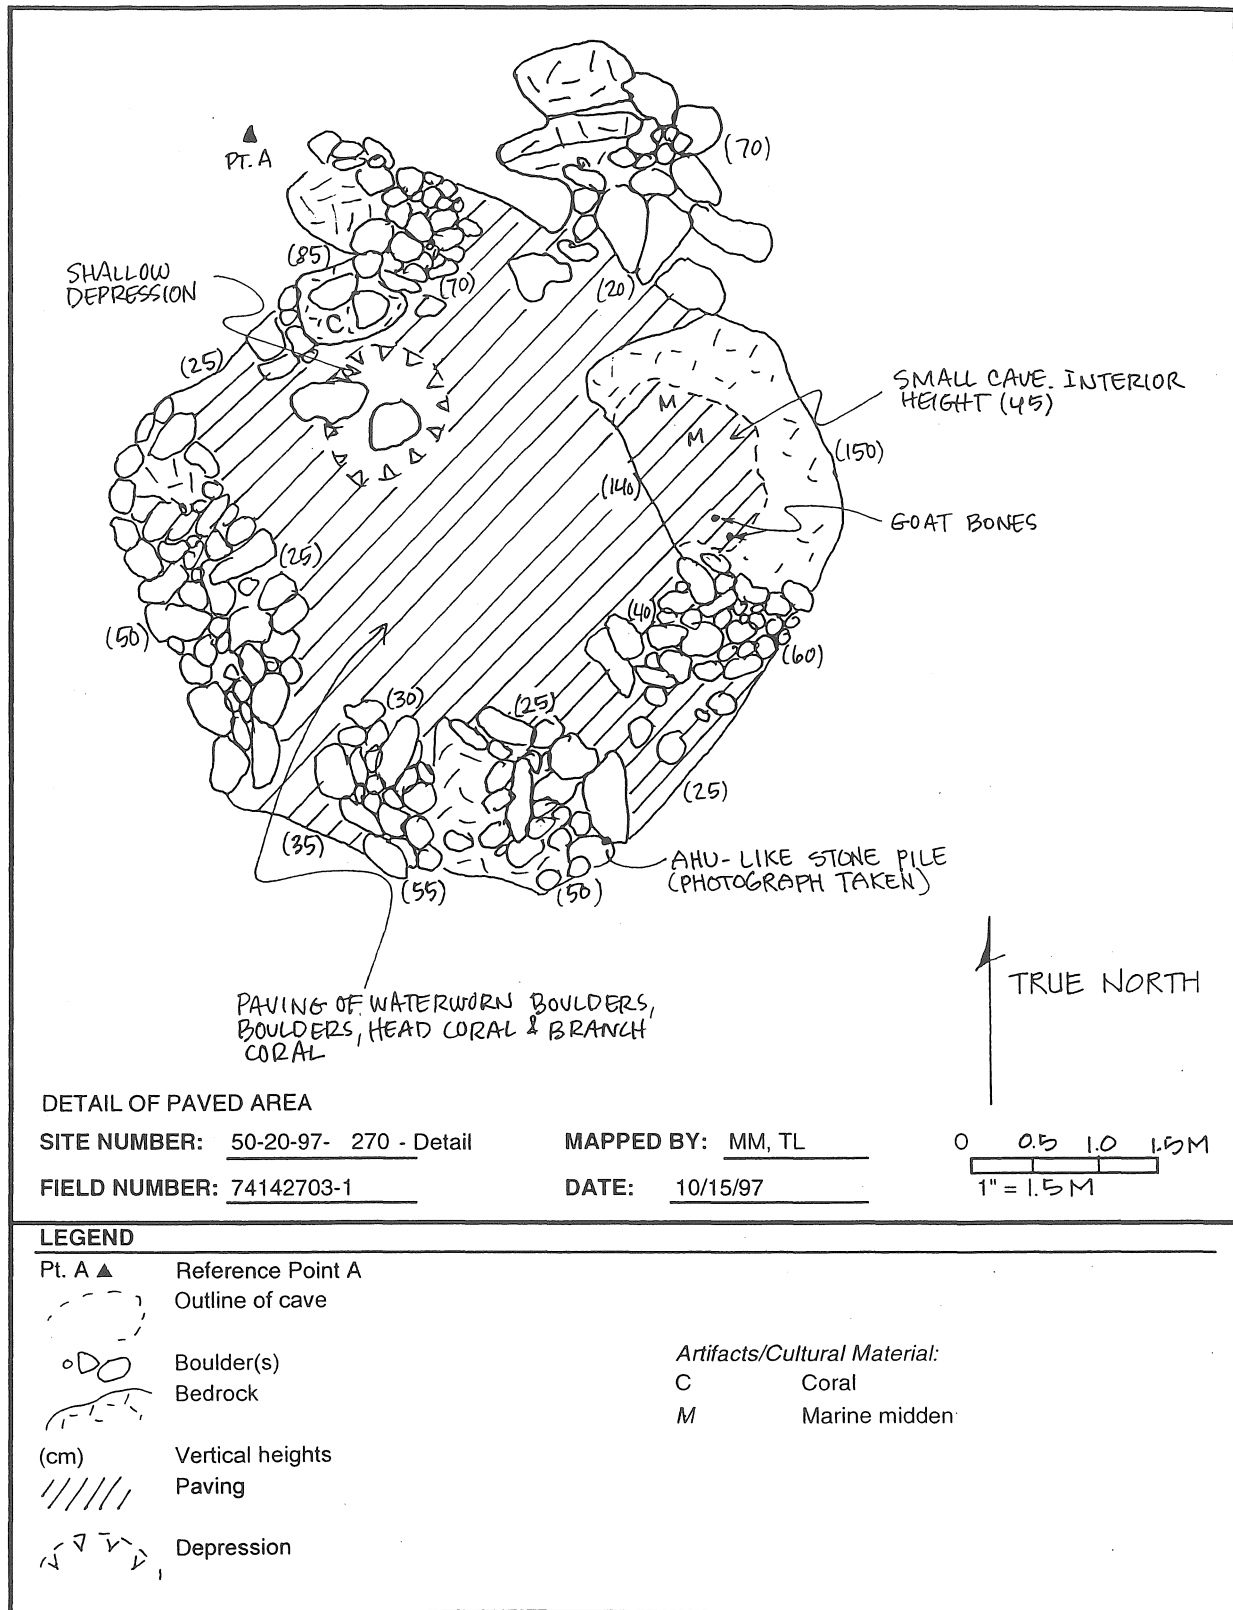 PT. A
(70)
(85)
SHALLOW
DEPRESSION
(70)
(20)
C
(25)
SMALL CAVE. INTERIOR
HEIGHT (45)
M
M
(150)
(140)
GOAT BONES
(25)
(50)
(40)
(60)
(30)
(25)
(25)
(35)
(55)
(50)
AHU-LIKE STONE PILE
(PHOTOGRAPH TAKEN)
TRUE NORTH
PAVING OF WATERWORN BOULDERS,
BOULDERS, HEAD CORAL & BRANCH
CORAL
DETAIL OF PAVED AREA
SITE NUMBER: 50-20-97- 270 - Detail
MAPPED BY: MM, TL
0 0.5 1.0 1.5M
1" = 1.5 M
FIELD NUMBER: 74142703-1
DATE: 10/15/97
LEGEND
Pt. A ▲ Reference Point A
Outline of cave
Boulder(s)
Bedrock
(cm) Vertical heights
Paving
Depression
Artifacts/Cultural Material:
C Coral
M Marine midden